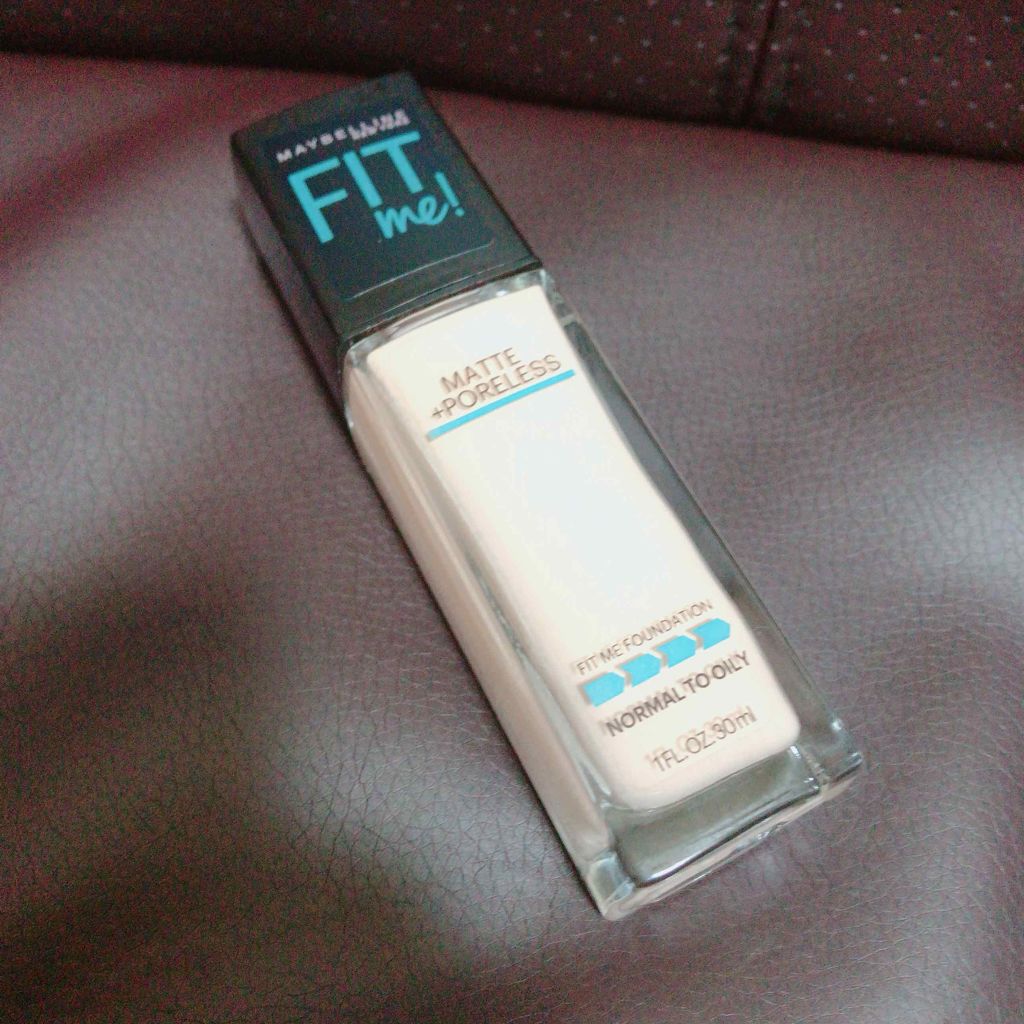 MAYBELLINE
FIT
me!
MATTE
+PORELESS
FIT ME FOUNDATION
NORMAL TO OILY
1FL.OZ.30ml